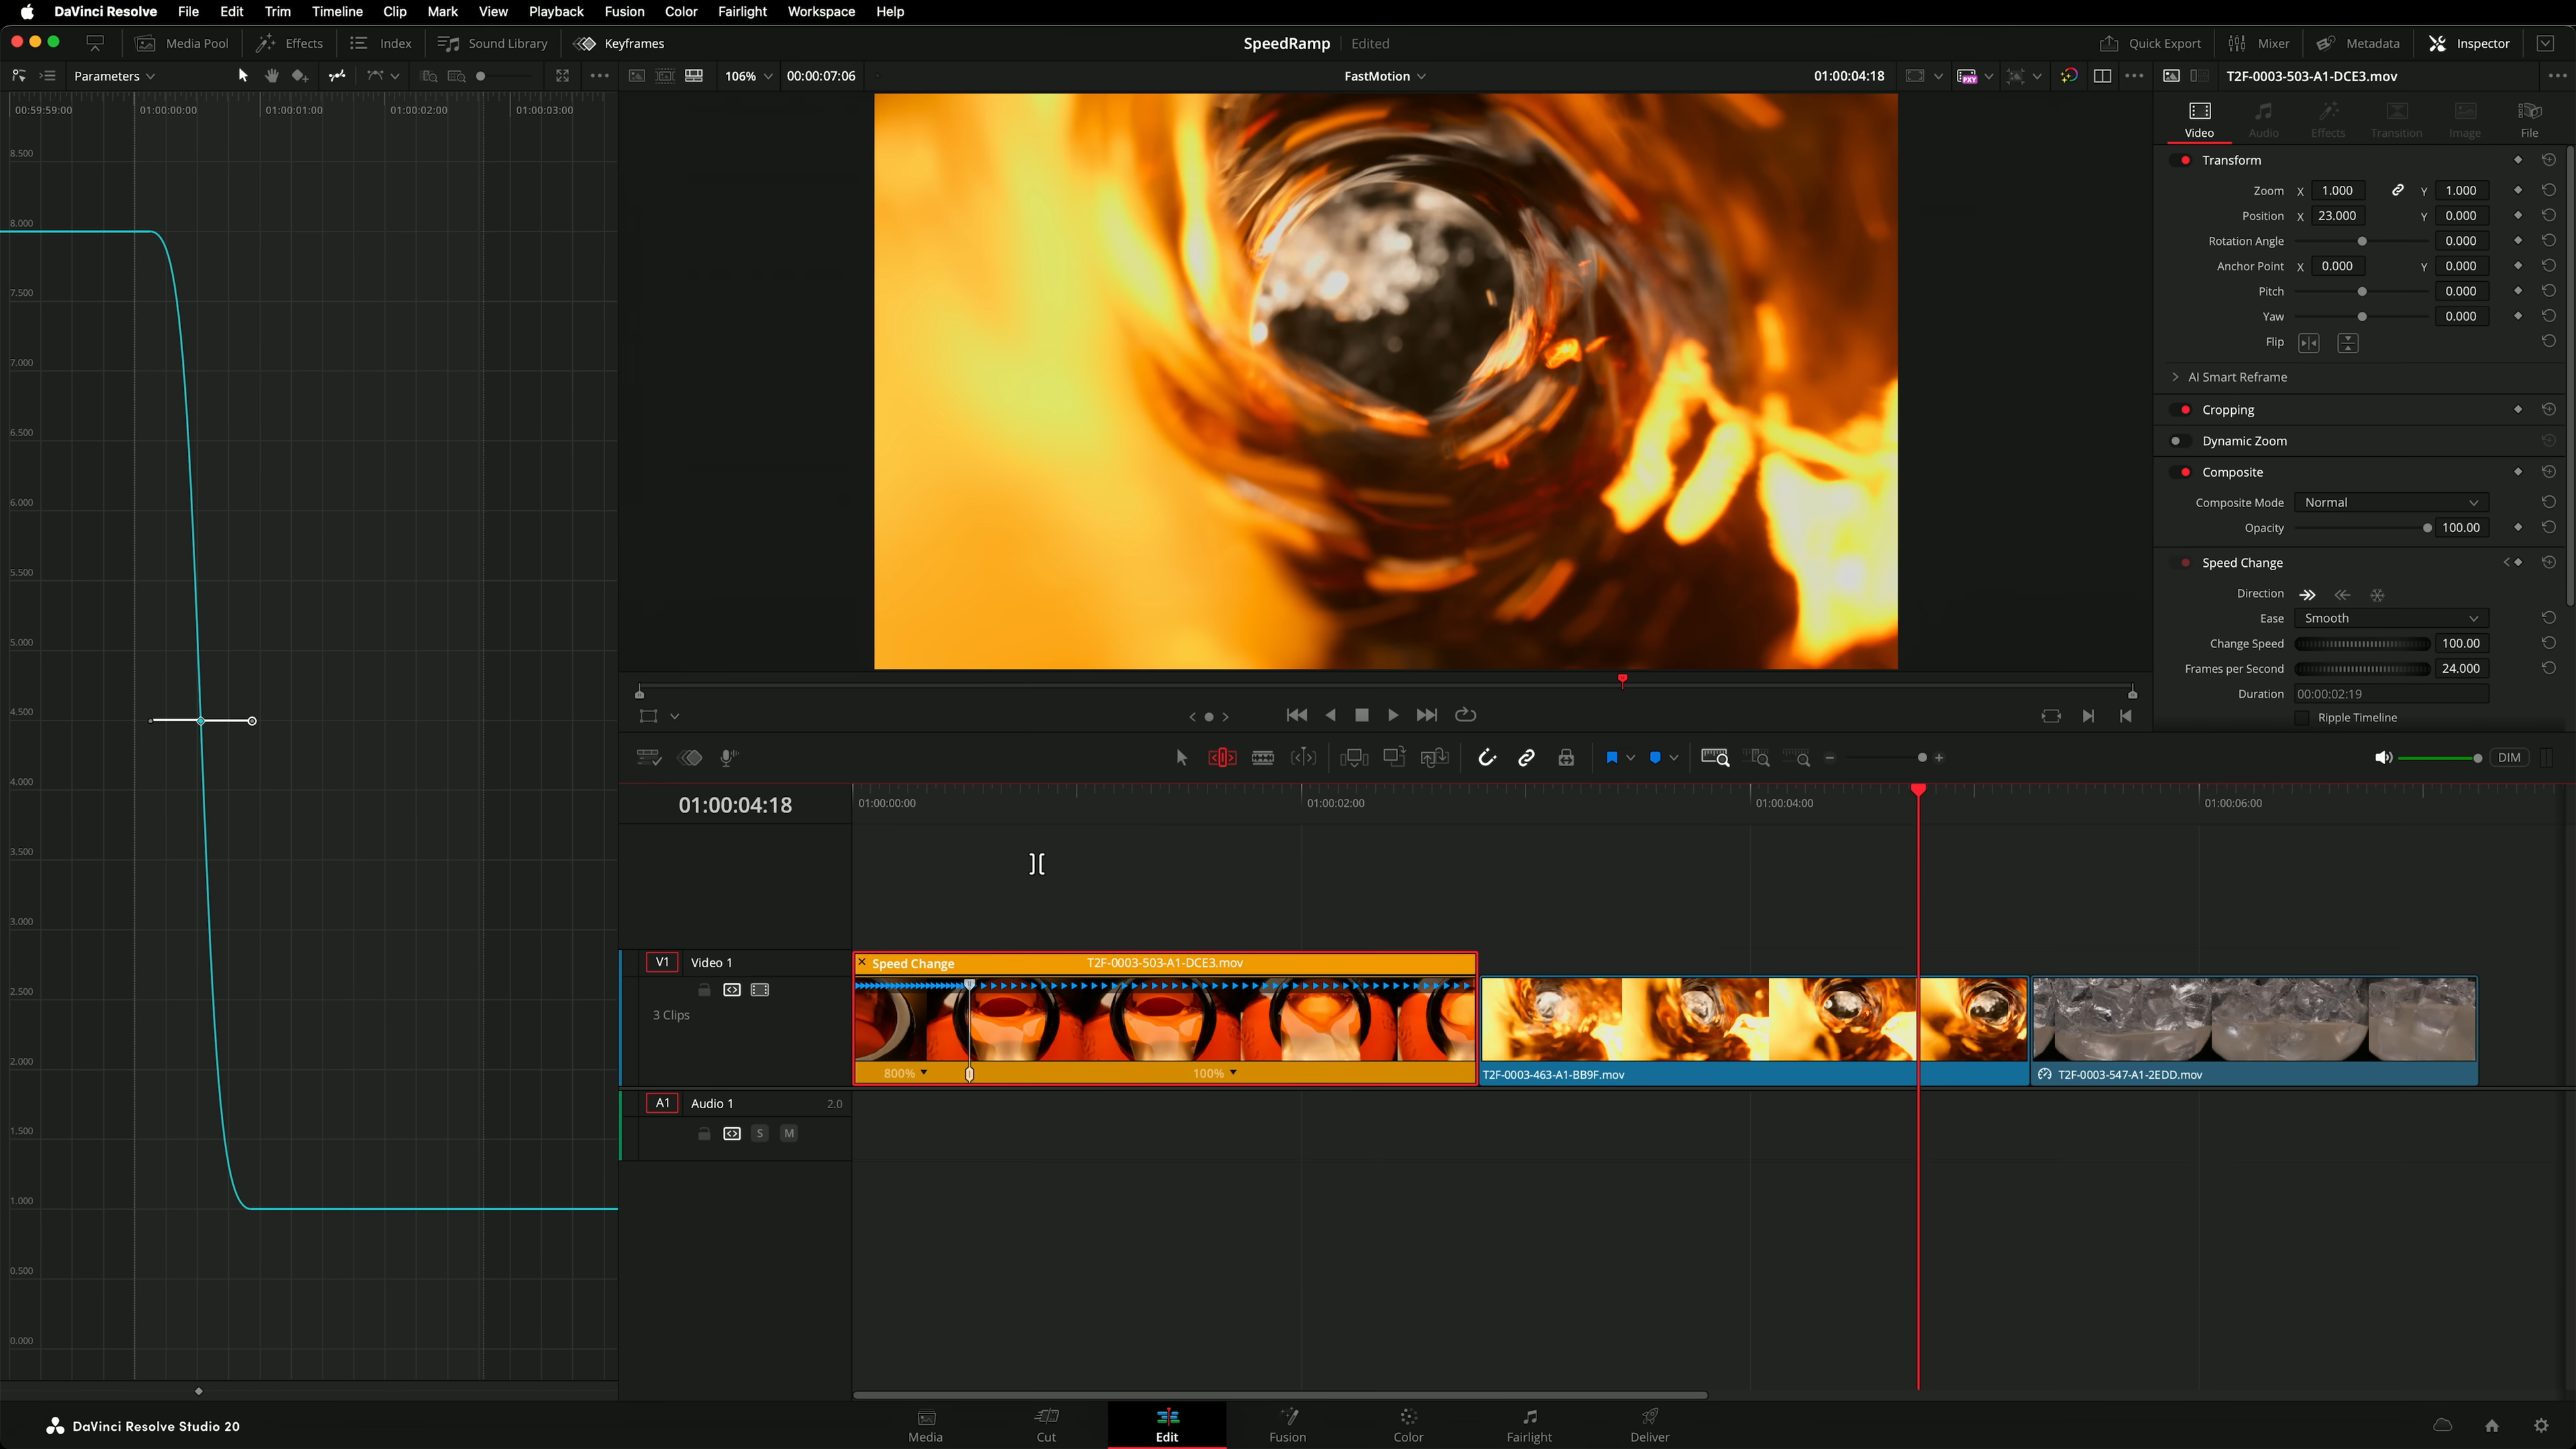 DaVinci Resolve File Edit Trim Timeline Clip Mark View Playback Fusion Color Fairlight Workspace Help
Media Pool Effects Index Sound Library Keyframes SpeedRamp Edited Quick Export Mixer Metadata Inspector
Parameters 106% 00:00:07:06 FastMotion 01:00:04:18 PXY T2F-0003-503-A1-DCE3.mov
00:59:59:00 01:00:00:00 01:00:01:00 01:00:02:00 01:00:03:00
8.500
8.000
7.500
7.000
6.500
6.000
5.500
5.000
4.500
4.000
3.500
3.000
2.500
2.000
1.500
1.000
0.500
0.000
Video Audio Effects Transition Image File
Transform
Zoom X 1.000 Y 1.000
Position X 23.000 Y 0.000
Rotation Angle 0.000
Anchor Point X 0.000 Y 0.000
Pitch 0.000
Yaw 0.000
Flip
AI Smart Reframe
Cropping
Dynamic Zoom
Composite
Composite Mode Normal
Opacity 100.00
Speed Change
Direction
Ease Smooth
Change Speed 100.00
Frames per Second 24.000
Duration 00:00:02:19
Ripple Timeline
DIM
01:00:04:18 01:00:00:00 01:00:02:00 01:00:04:00 01:00:06:00
V1 Video 1
3 Clips
Speed Change T2F-0003-503-A1-DCE3.mov
800% 100%
T2F-0003-463-A1-BB9F.mov
T2F-0003-547-A1-2EDD.mov
A1 Audio 1 2.0
S M
DaVinci Resolve Studio 20
Media Cut Edit Fusion Color Fairlight Deliver